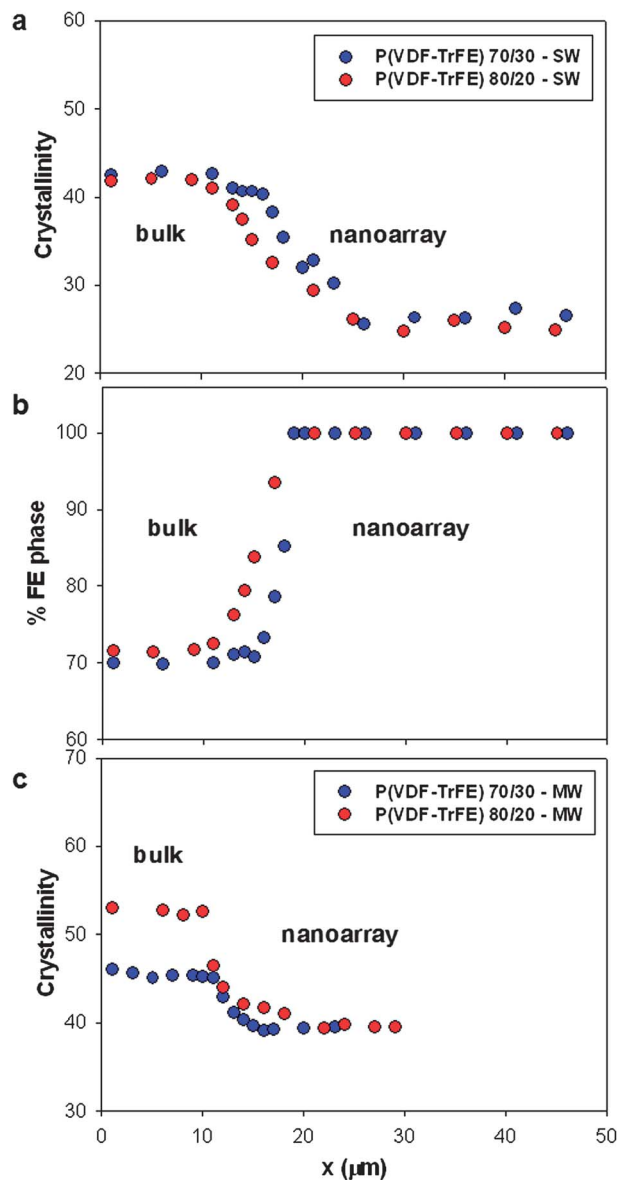 a
60
P(VDF-TrFE) 70/30 - SW
P(VDF-TrFE) 80/20 - SW
Crystallinity
40
bulk
nanoarray
30
20
b
100
90
bulk
nanoarray
% FE phase
80
70
60
c
70
P(VDF-TrFE) 70/30 - MW
P(VDF-TrFE) 80/20 - MW
60
bulk
Crystallinity
50
nanoarray
40
30
0 10 20 30 40 50
x (μm)